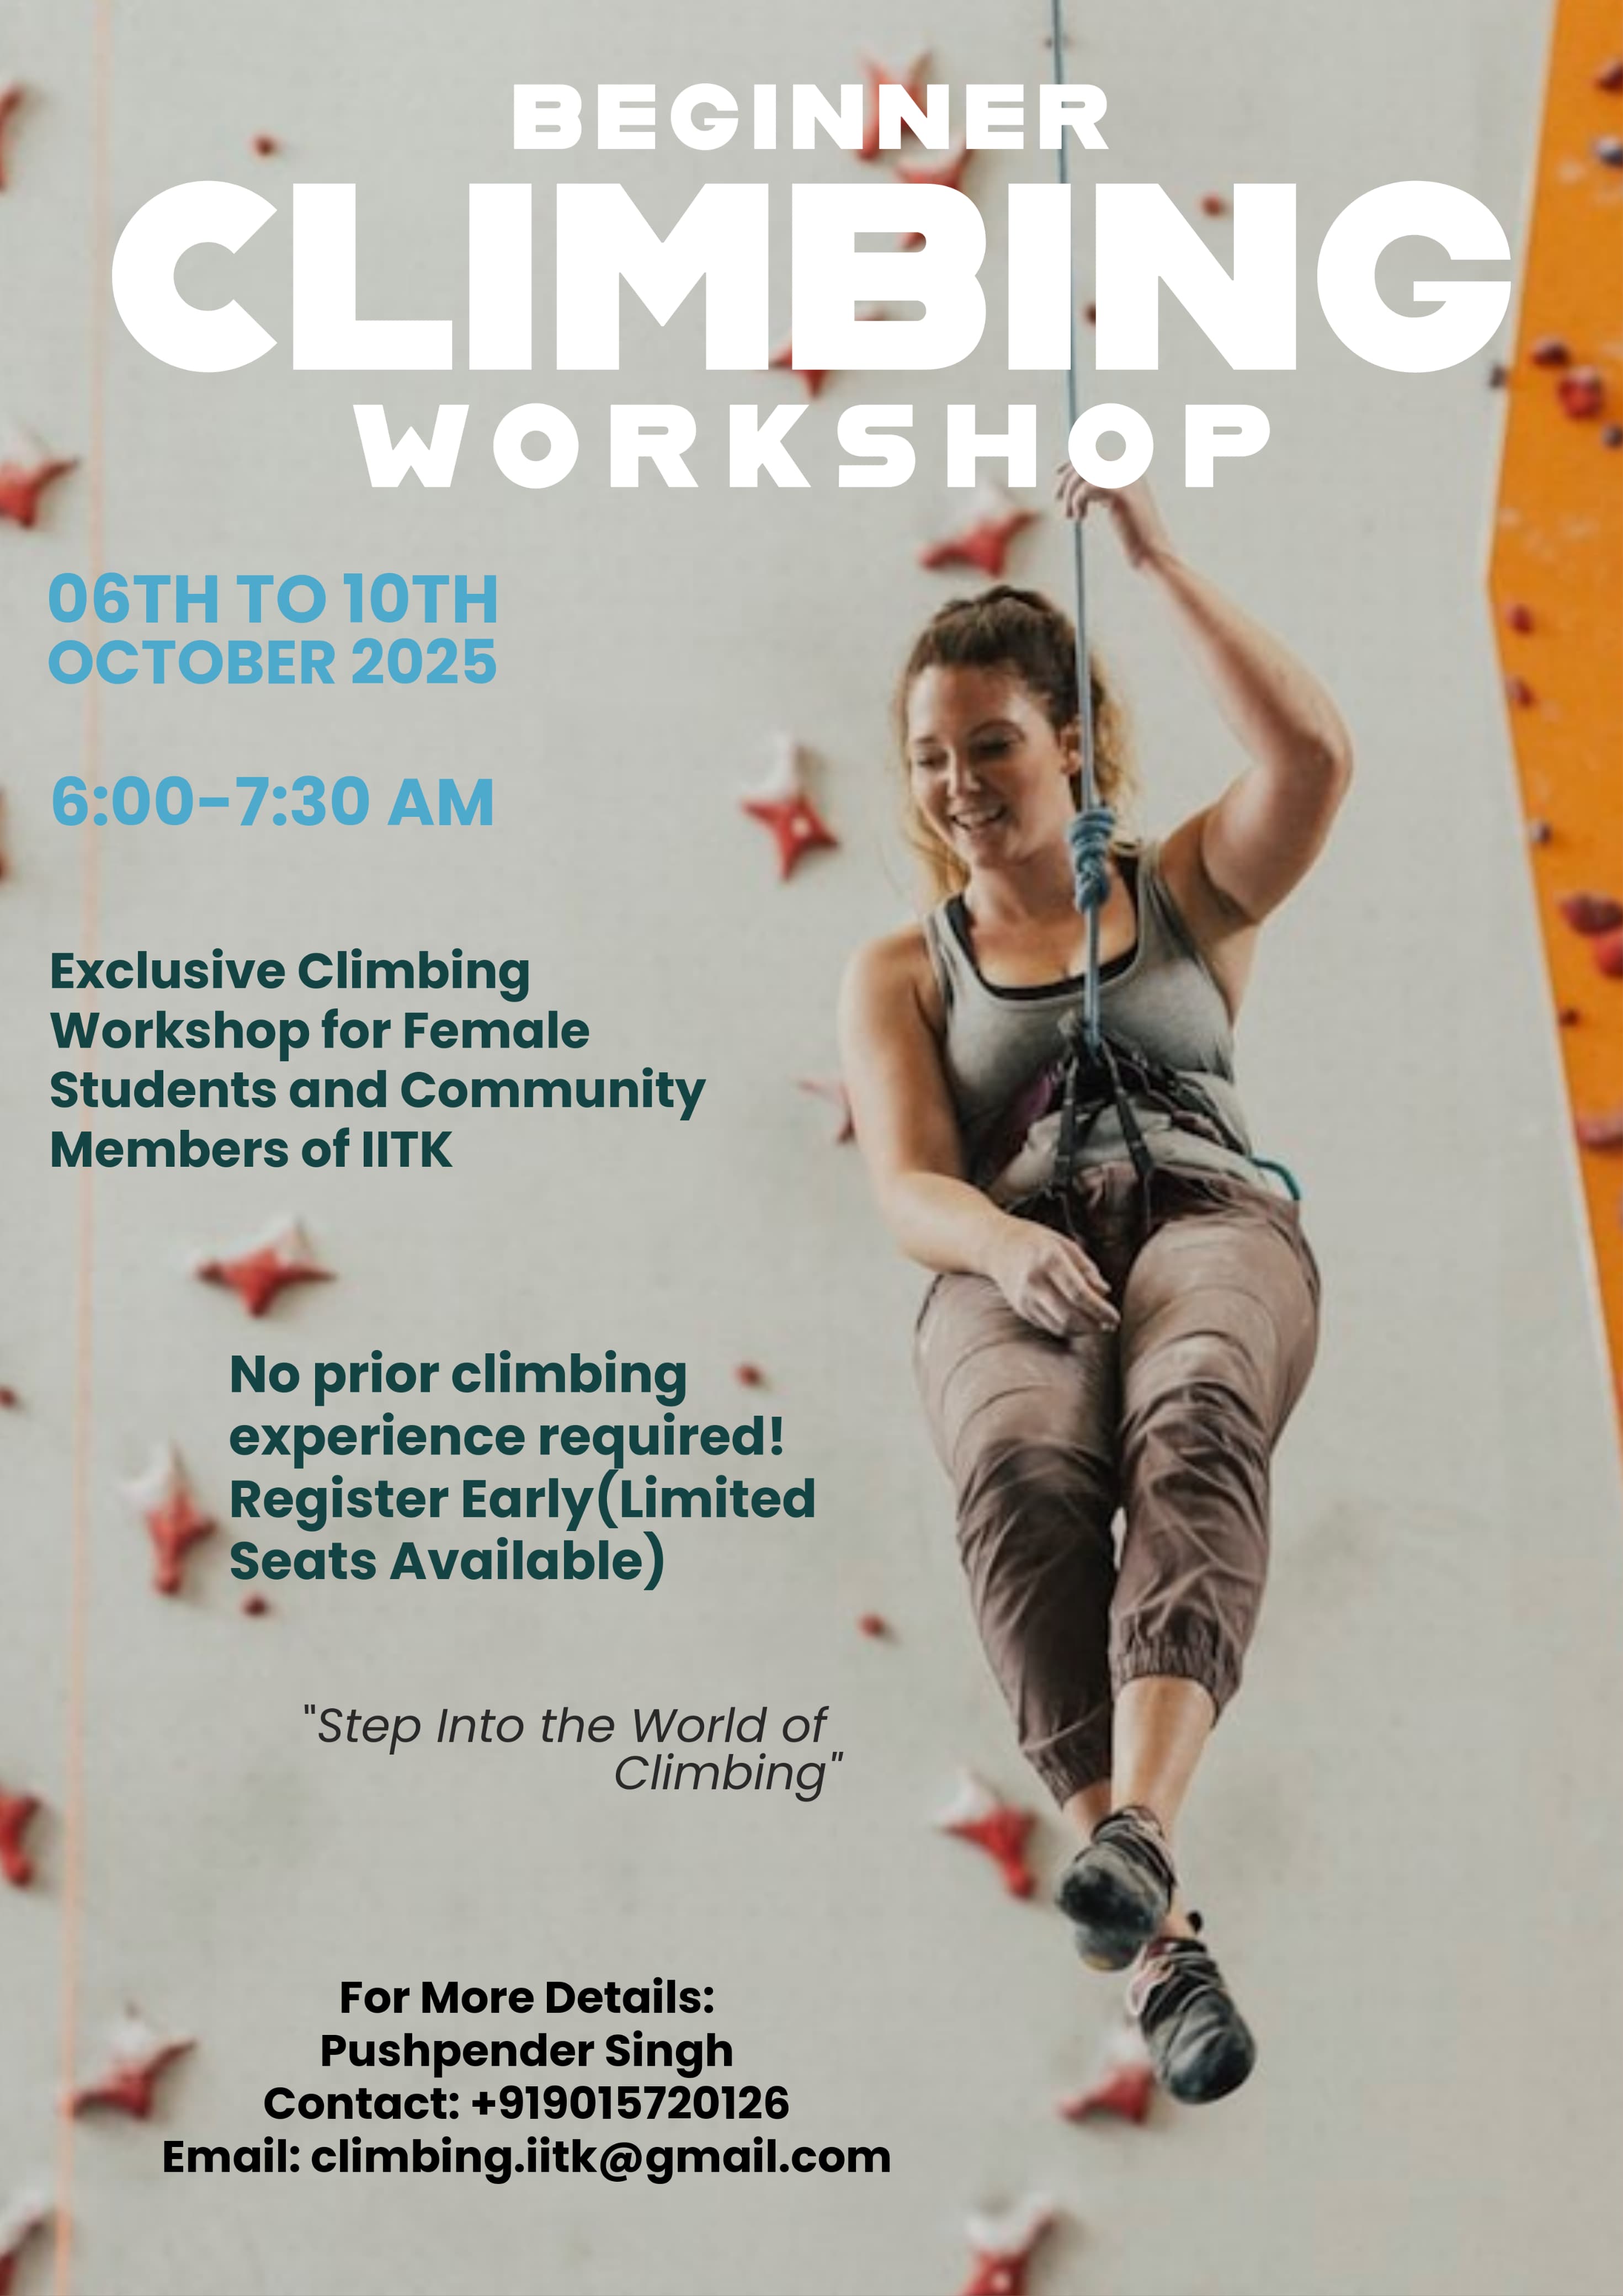 BEGINNER
CLIMBING
WORKSHOP
06TH TO 10TH
OCTOBER 2025
6:00-7:30 AM
Exclusive Climbing
Workshop for Female
Students and Community
Members of IITK
No prior climbing
experience required!
Register Early(Limited
Seats Available)
"Step Into the World of
Climbing"
For More Details:
Pushpender Singh
Contact: +919015720126
Email: climbing.iitk@gmail.com